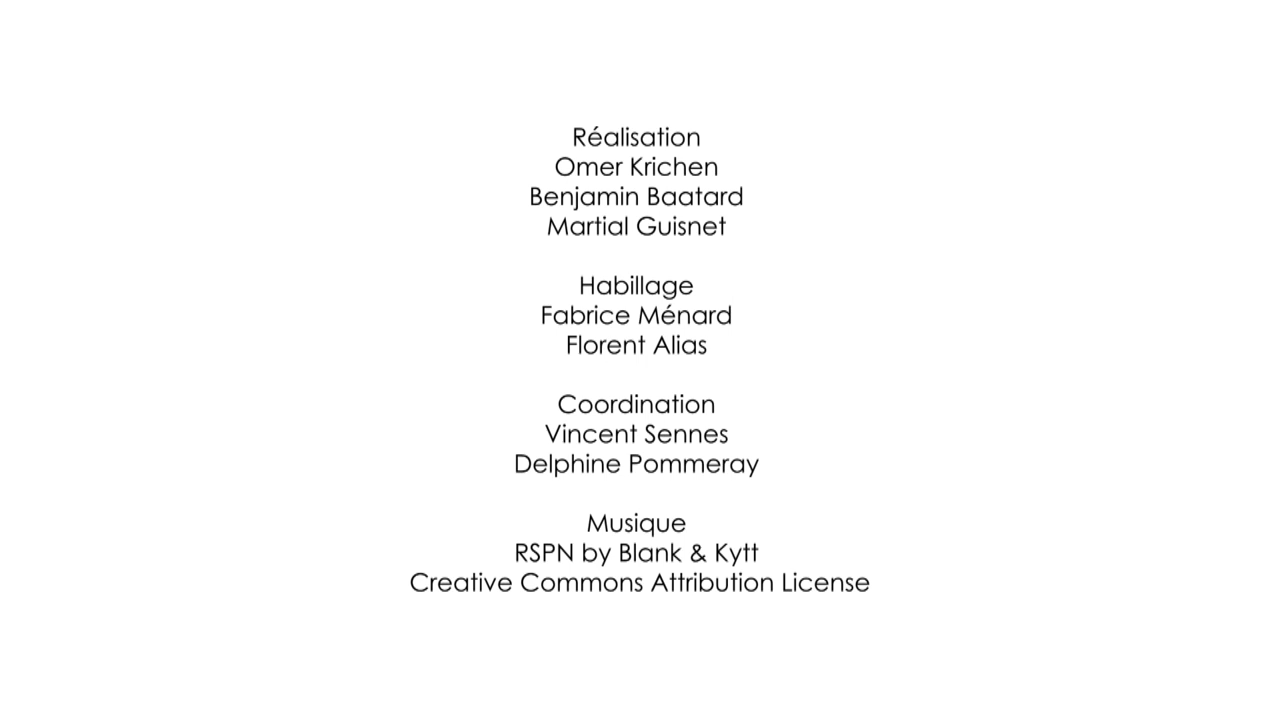 Réalisation
Omer Krichen
Benjamin Baatard
Martial Guisnet
Habillage
Fabrice Ménard
Florent Alias
Coordination
Vincent Sennes
Delphine Pommeray
Musique
RSPN by Blank & Kytt
Creative Commons Attribution License